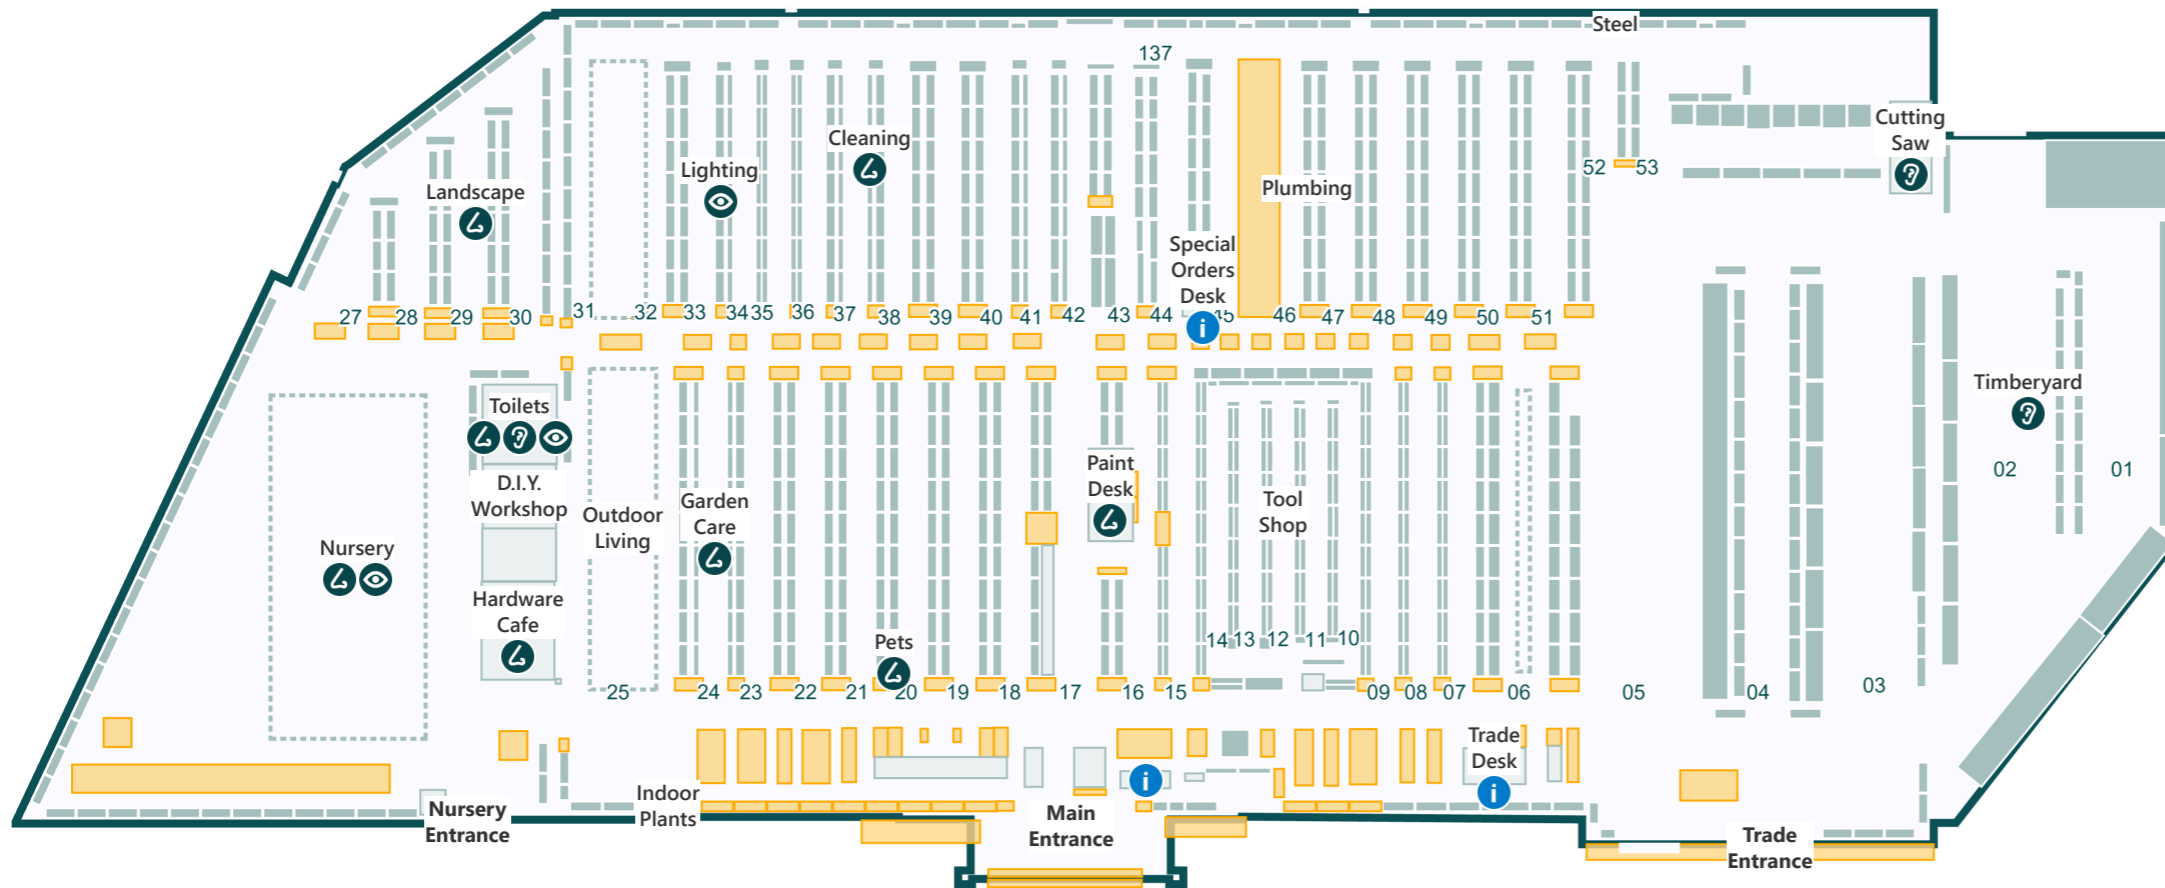 Steel
137
Cutting
Saw
Cleaning
Lighting
Landscape
Plumbing
52
53
Special
Orders
Desk
27
28
29
30
31
32
33
34
35
36
37
38
39
40
41
42
43
44
45
46
47
48
49
50
51
Timberyard
Toilets
02
01
D.I.Y.
Workshop
Paint
Desk
Garden
Care
Outdoor
Living
Tool
Shop
Nursery
Hardware
Cafe
Pets
14
13
12
11
10
25
24
23
22
21
20
19
18
17
16
15
09
08
07
06
05
04
03
Trade
Desk
Indoor
Plants
Nursery
Entrance
Main
Entrance
Trade
Entrance